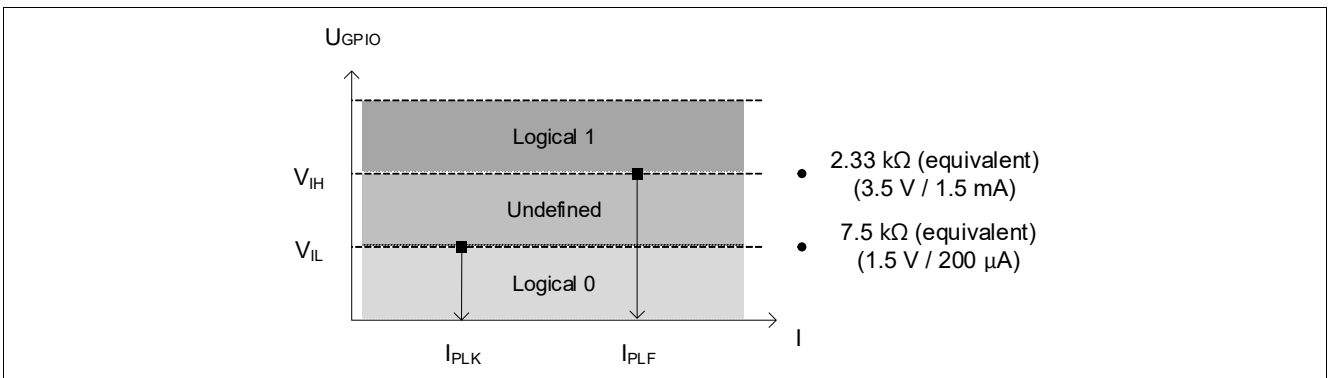 UGPIO
Logical 1
VIH
2.33 kΩ (equivalent)
(3.5 V / 1.5 mA)
Undefined
VIL
7.5 kΩ (equivalent)
(1.5 V / 200 µA)
Logical 0
I
IPLK
IPLF